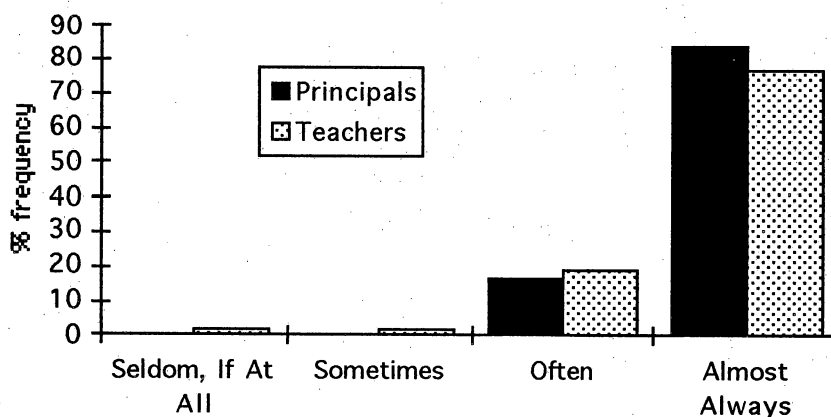 90
80
70
60
50
40
30
20
10
0
% frequency
Principals
Teachers
Seldom, If At
All
Sometimes
Often
Almost
Always